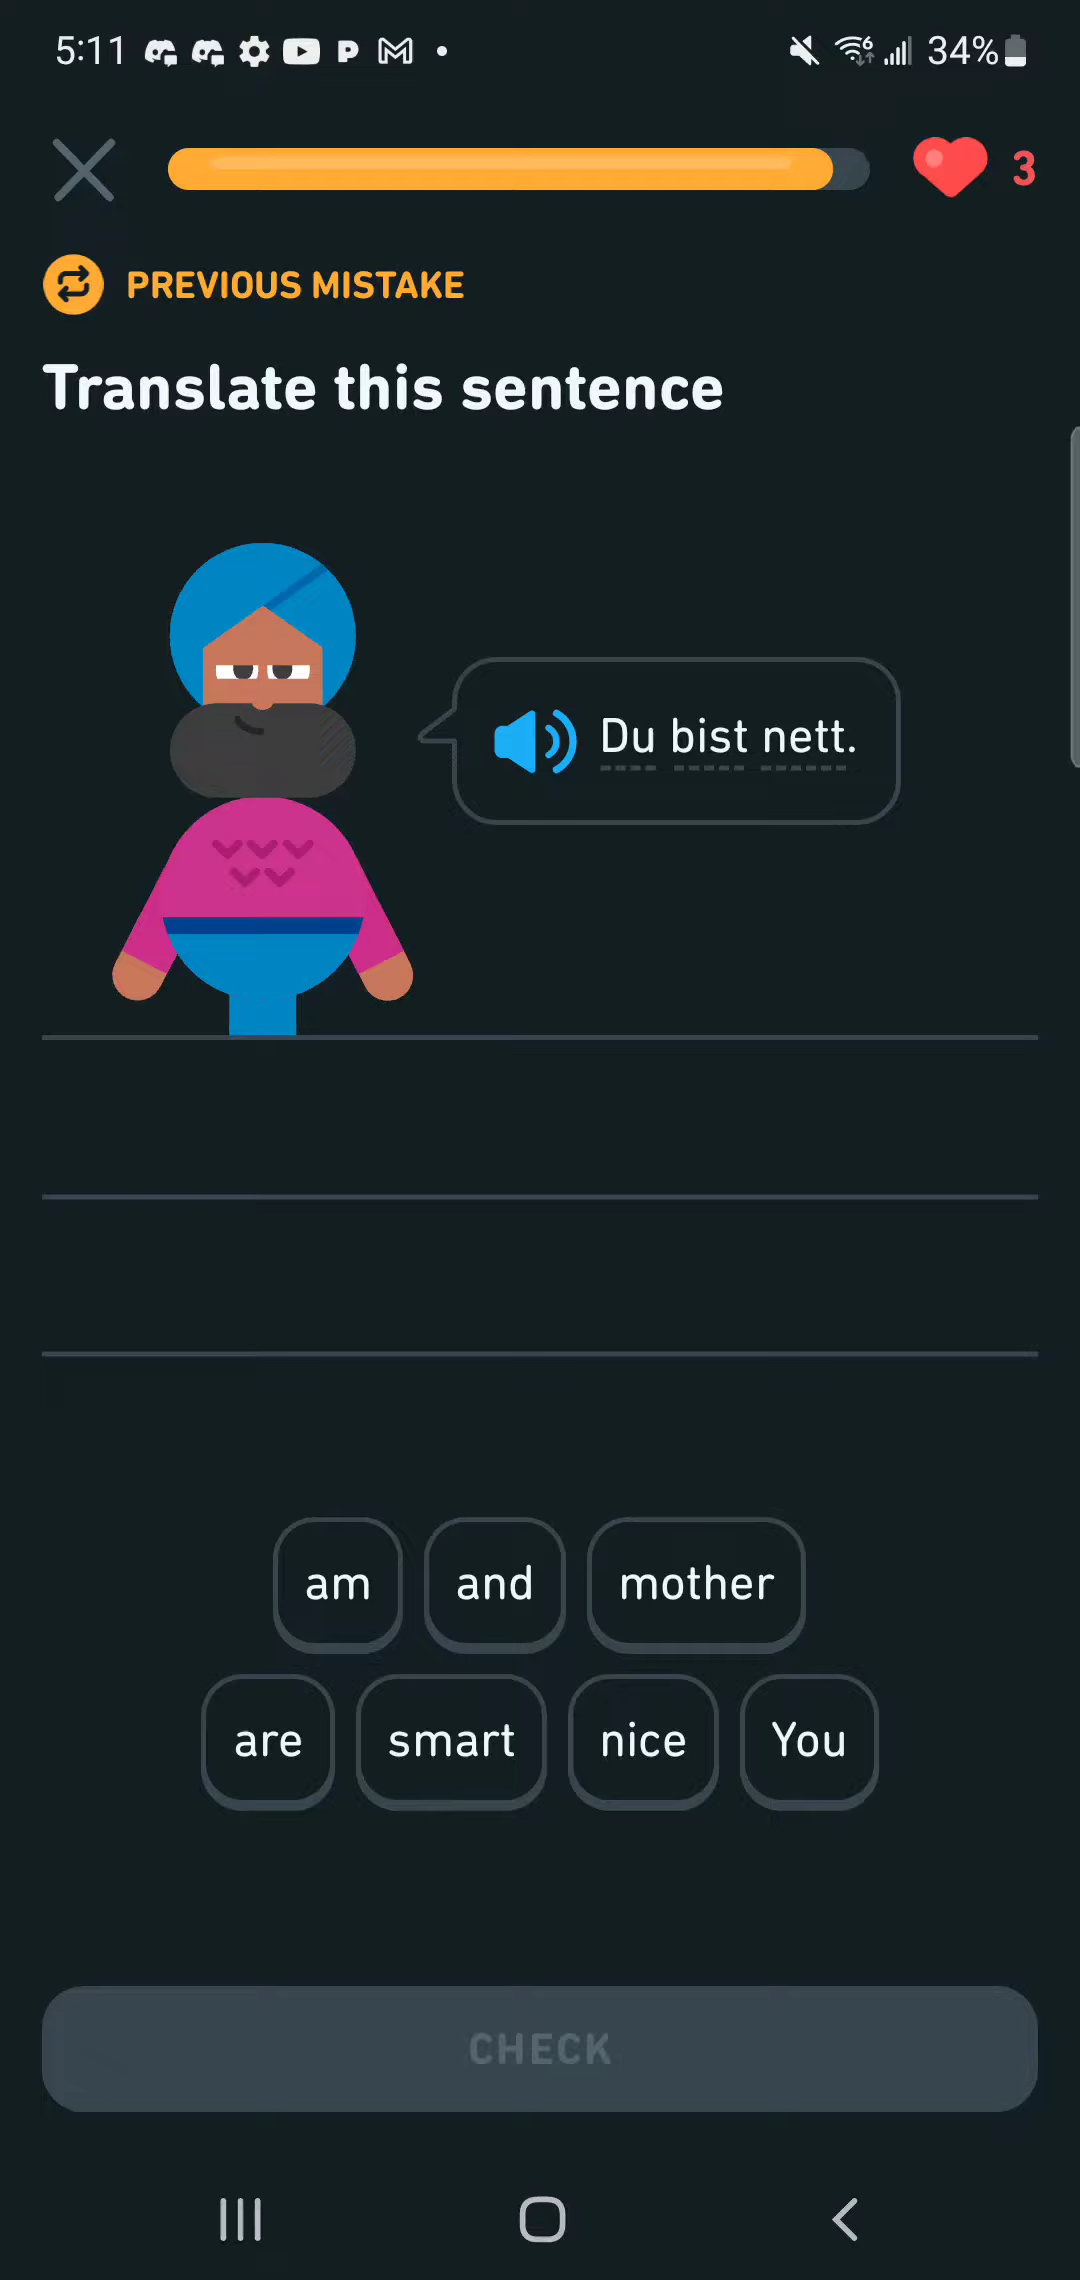 5:11 P 6 34%
3
PREVIOUS MISTAKE
Translate this sentence
Du bist nett.
am and mother
are smart nice You
CHECK